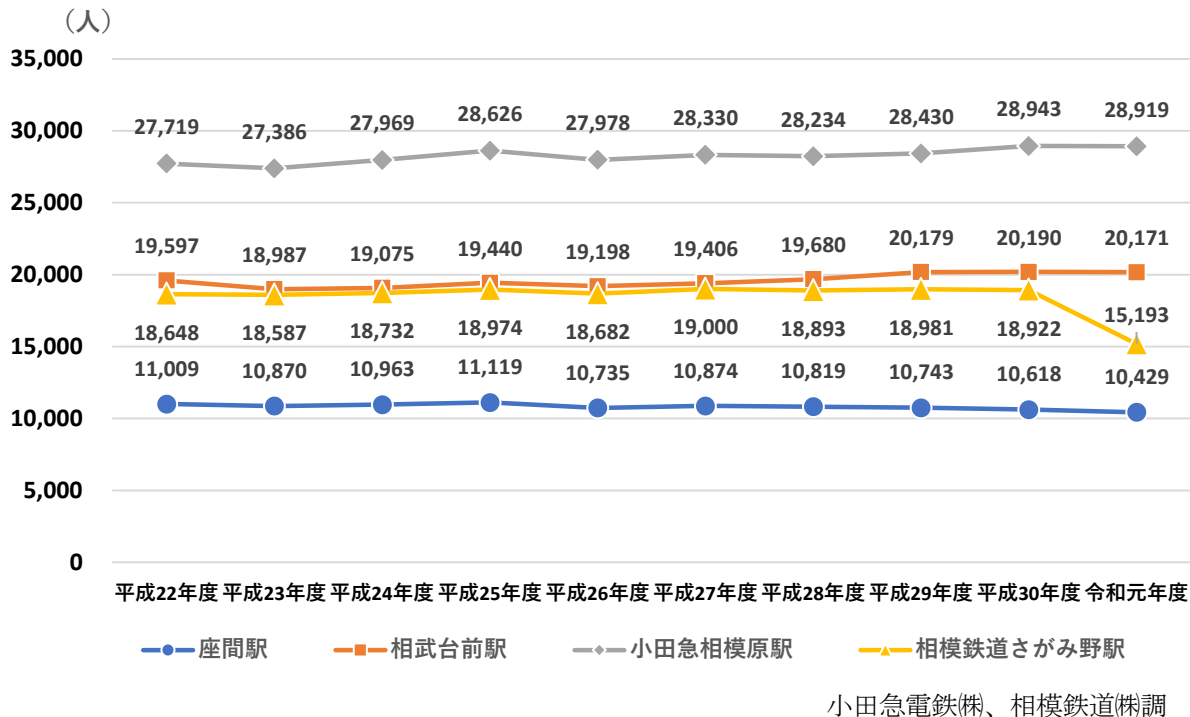 （人）
35,000
30,000
25,000
20,000
15,000
10,000
5,000
0
27,719 27,386 27,969 28,626 27,978 28,330 28,234 28,430 28,943 28,919
19,597 18,987 19,075 19,440 19,198 19,406 19,680 20,179 20,190 20,171
18,648 18,587 18,732 18,974 18,682 19,000 18,893 18,981 18,922 15,193
11,009 10,870 10,963 11,119 10,735 10,874 10,819 10,743 10,618 10,429
平成22年度 平成23年度 平成24年度 平成25年度 平成26年度 平成27年度 平成28年度 平成29年度 平成30年度 令和元年度
座間駅 相武台前駅 小田急相模原駅 相模鉄道さがみ野駅
小田急電鉄㈱、相模鉄道㈱調